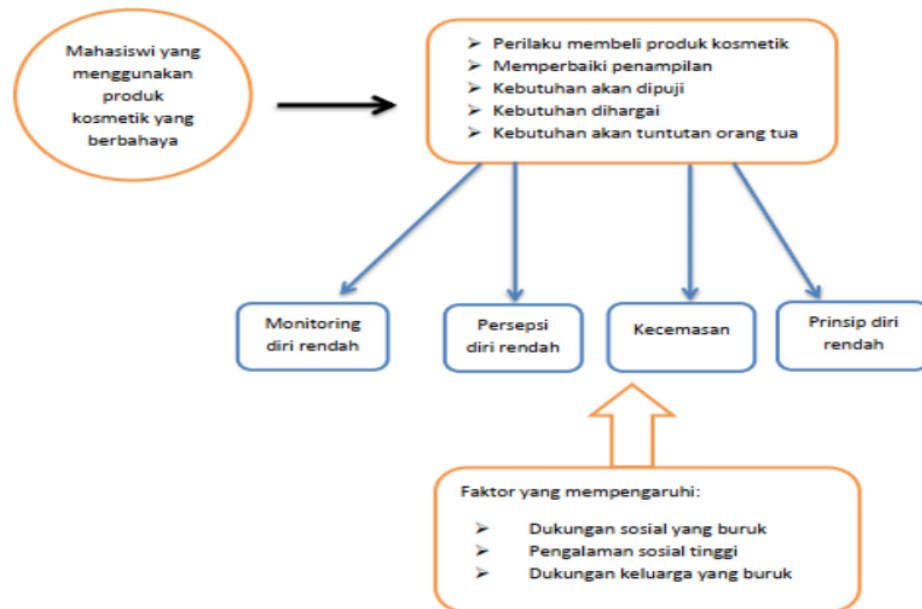 Mahasiswi yang
menggunakan
produk
kosmetik yang
berbahaya
➢ Perilaku membeli produk kosmetik
➢ Memperbaiki penampilan
➢ Kebutuhan akan dipuji
➢ Kebutuhan dihargai
➢ Kebutuhan akan tuntutan orang tua
Monitoring
diri rendah
Persepsi
diri rendah
Kecemasan
Prinsip diri
rendah
Faktor yang mempengaruhi:
➢ Dukungan sosial yang buruk
➢ Pengalaman sosial tinggi
➢ Dukungan keluarga yang buruk